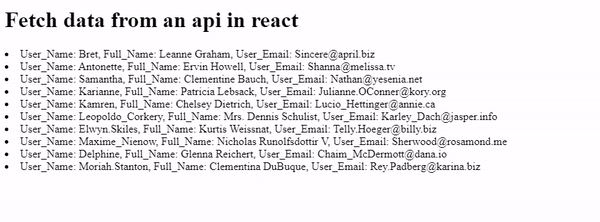 Fetch data from an api in react
User_Name: Bret, Full_Name: Leanne Graham, User_Email: Sincere@april.biz
User_Name: Antonette, Full_Name: Ervin Howell, User_Email: Shanna@melissa.tv
User_Name: Samantha, Full_Name: Clementine Bauch, User_Email: Nathan@yesenia.net
User_Name: Karianne, Full_Name: Patricia Lebsack, User_Email: Julianne.OConner@kory.org
User_Name: Kamren, Full_Name: Chelsey Dietrich, User_Email: Lucio_Hettinger@annie.ca
User_Name: Leopoldo_Corkery, Full_Name: Mrs. Dennis Schulist, User_Email: Karley_Dach@jasper.info
User_Name: Elwyn.Skiles, Full_Name: Kurtis Weissnat, User_Email: Telly.Hoeger@billy.biz
User_Name: Maxime_Nienow, Full_Name: Nicholas Runolfsdottir V, User_Email: Sherwood@rosamond.me
User_Name: Delphine, Full_Name: Glenna Reichert, User_Email: Chaim_McDermott@dana.io
User_Name: Moriah.Stanton, Full_Name: Clementina DuBuque, User_Email: Rey.Padberg@karina.biz